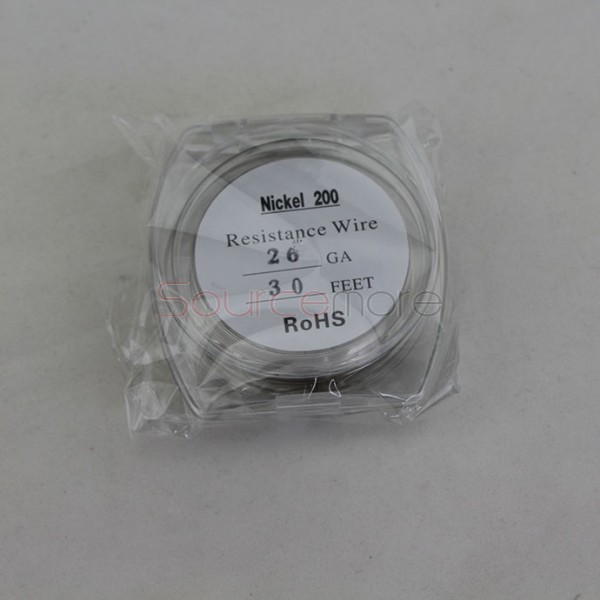 Nickel 200
Resistance Wire
26 GA
30 FEET
Sourcemore
RoHS